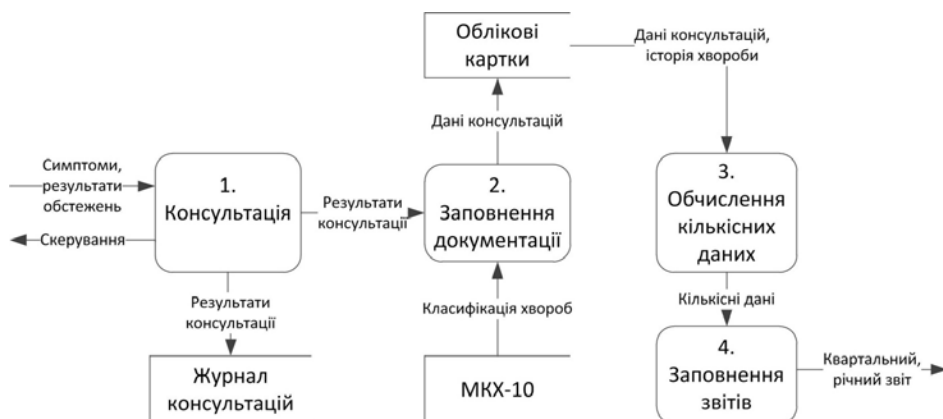 Облікові
картки
Дані консультацій,
історія хвороби
Дані консультацій
Симптоми,
результати
обстежень
Скерування
1.
Консультація
Результати
консультації
2.
Заповнення
документації
3.
Обчислення
кількісних
даних
Результати
консультації
Класифікація хвороб
Кількісні дані
Журнал
консультацій
МКХ-10
4.
Заповнення
звітів
Квартальний,
річний звіт